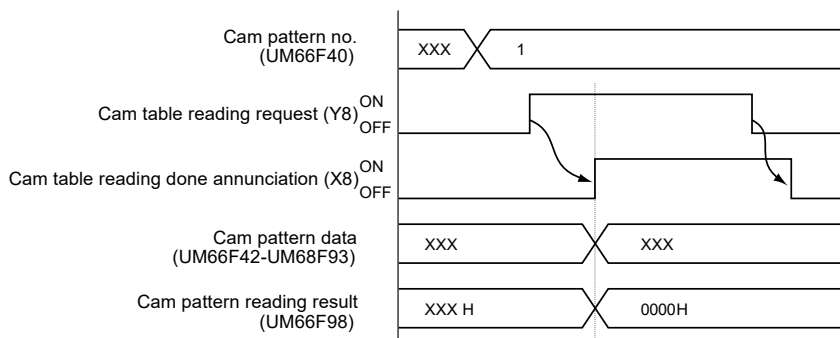 Cam pattern no.
(UM66F40)
XXX
1
Cam table reading request (Y8)
ON
OFF
Cam table reading done annunciation (X8)
ON
OFF
Cam pattern data
(UM66F42-UM68F93)
XXX
XXX
Cam pattern reading result
(UM66F98)
XXX H
0000H